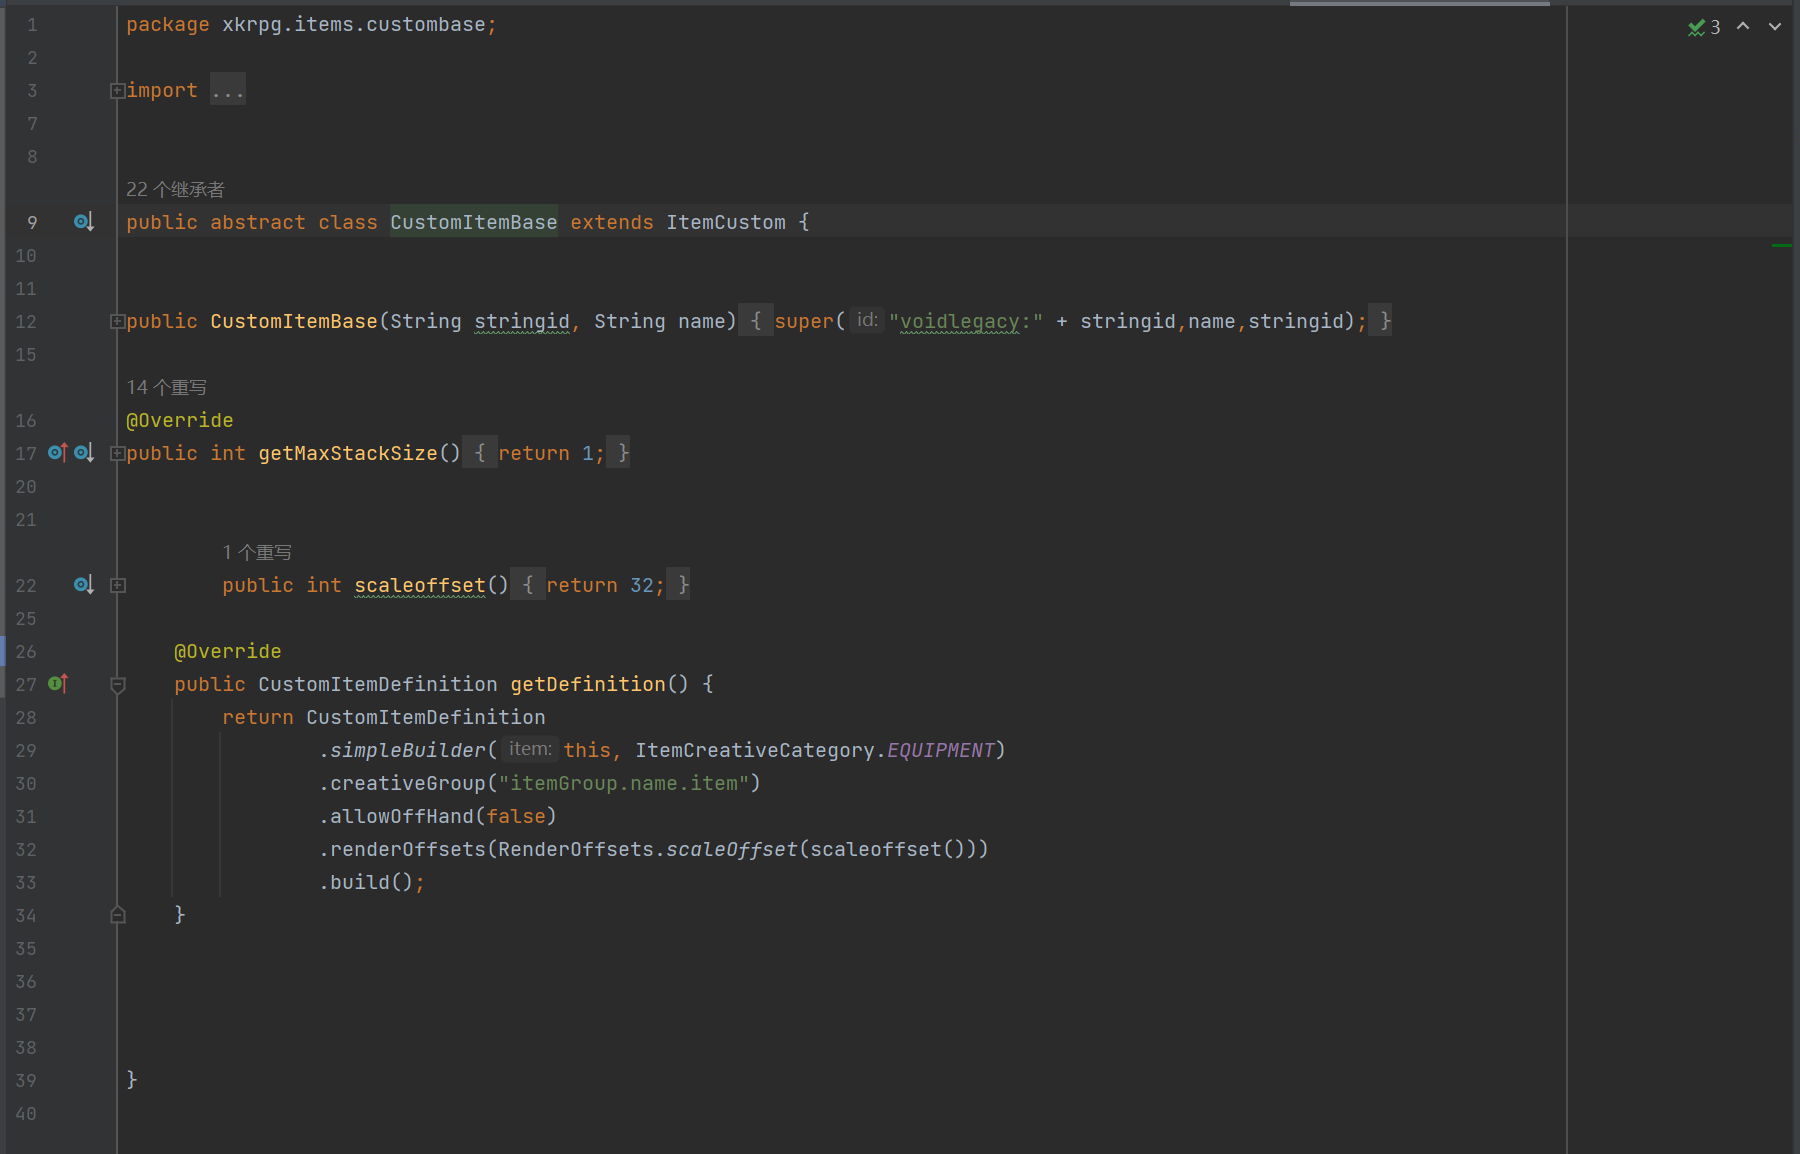 3
1 package xkrpg.items.custombase;
2
3 import ...
7
8
22 个继承者
9 public abstract class CustomItemBase extends ItemCustom {
10
11
12 public CustomItemBase(String stringid, String name) { super( id: "voidlegacy:" + stringid,name,stringid); }
15
14 个重写
16 @Override
17 public int getMaxStackSize() { return 1; }
20
21
1 个重写
22 public int scaleoffset() { return 32; }
25
26 @Override
27 public CustomItemDefinition getDefinition() {
28 return CustomItemDefinition
29 .simpleBuilder( item: this, ItemCreativeCategory.EQUIPMENT)
30 .creativeGroup("itemGroup.name.item")
31 .allowOffHand(false)
32 .renderOffsets(RenderOffsets.scaleOffset(scaleoffset()))
33 .build();
34 }
35
36
37
38
39 }
40